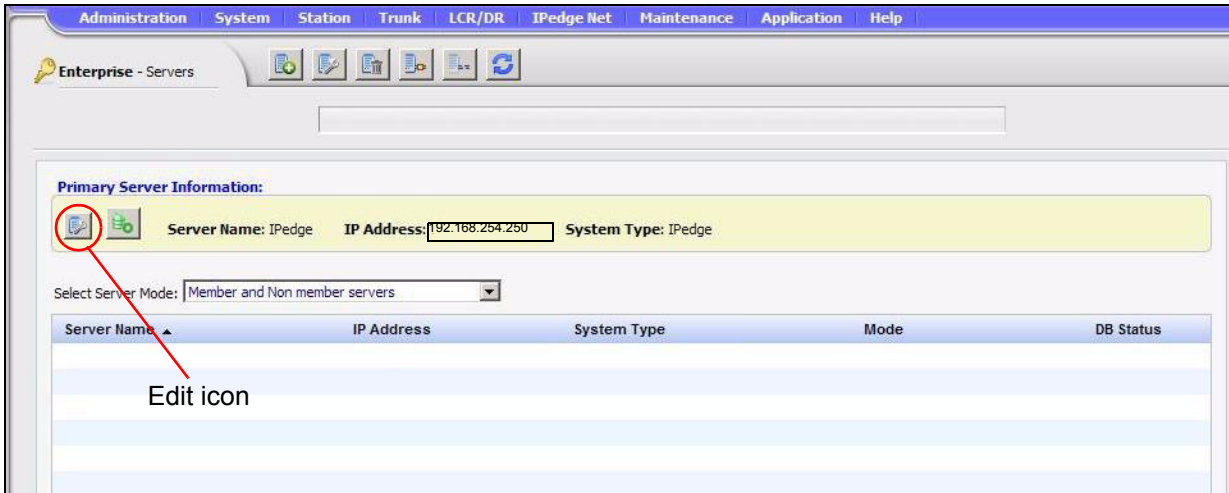 Administration System Station Trunk LCR/DR IPedge Net Maintenance Application Help
Enterprise - Servers
Primary Server Information:
Server Name: IPedge IP Address: 192.168.254.250 System Type: IPedge
Select Server Mode: Member and Non member servers
Server Name IP Address System Type Mode DB Status
Edit icon